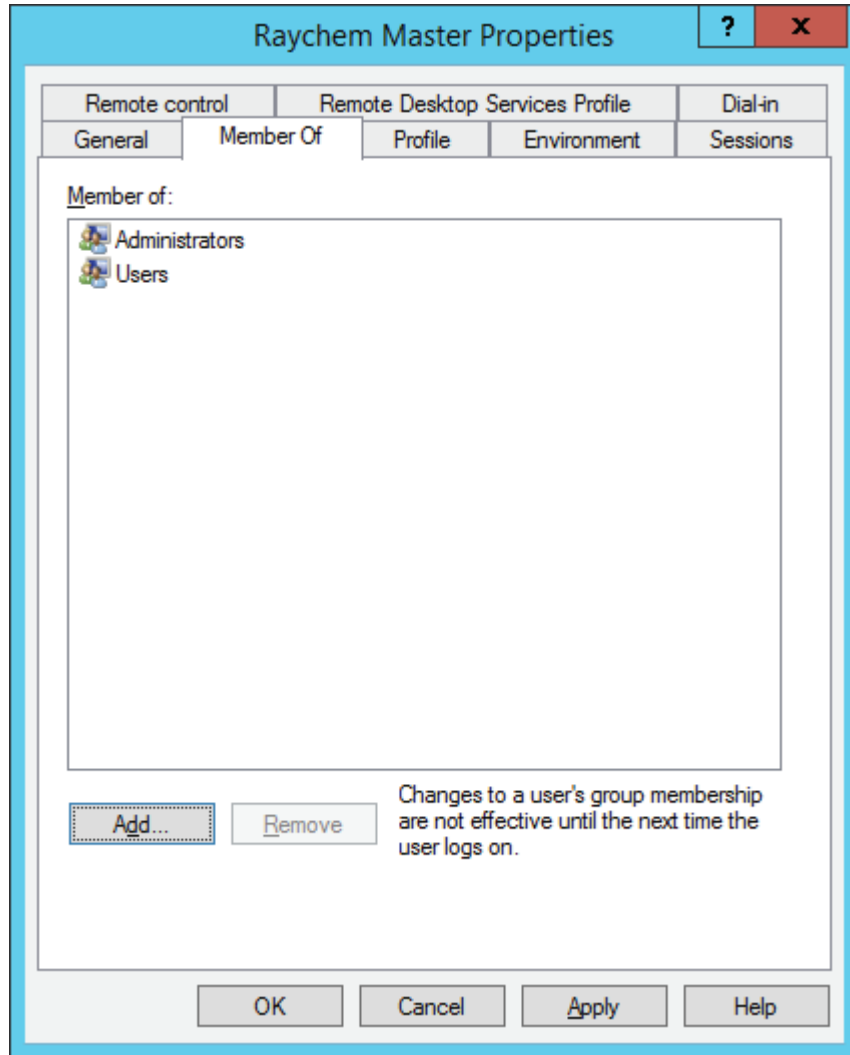 Raychem Master Properties
?
x
Remote control
Remote Desktop Services Profile
Dial-in
General
Member Of
Profile
Environment
Sessions
Member of:
Administrators
Users
Add...
Remove
Changes to a user's group membership
are not effective until the next time the
user logs on.
OK
Cancel
Apply
Help